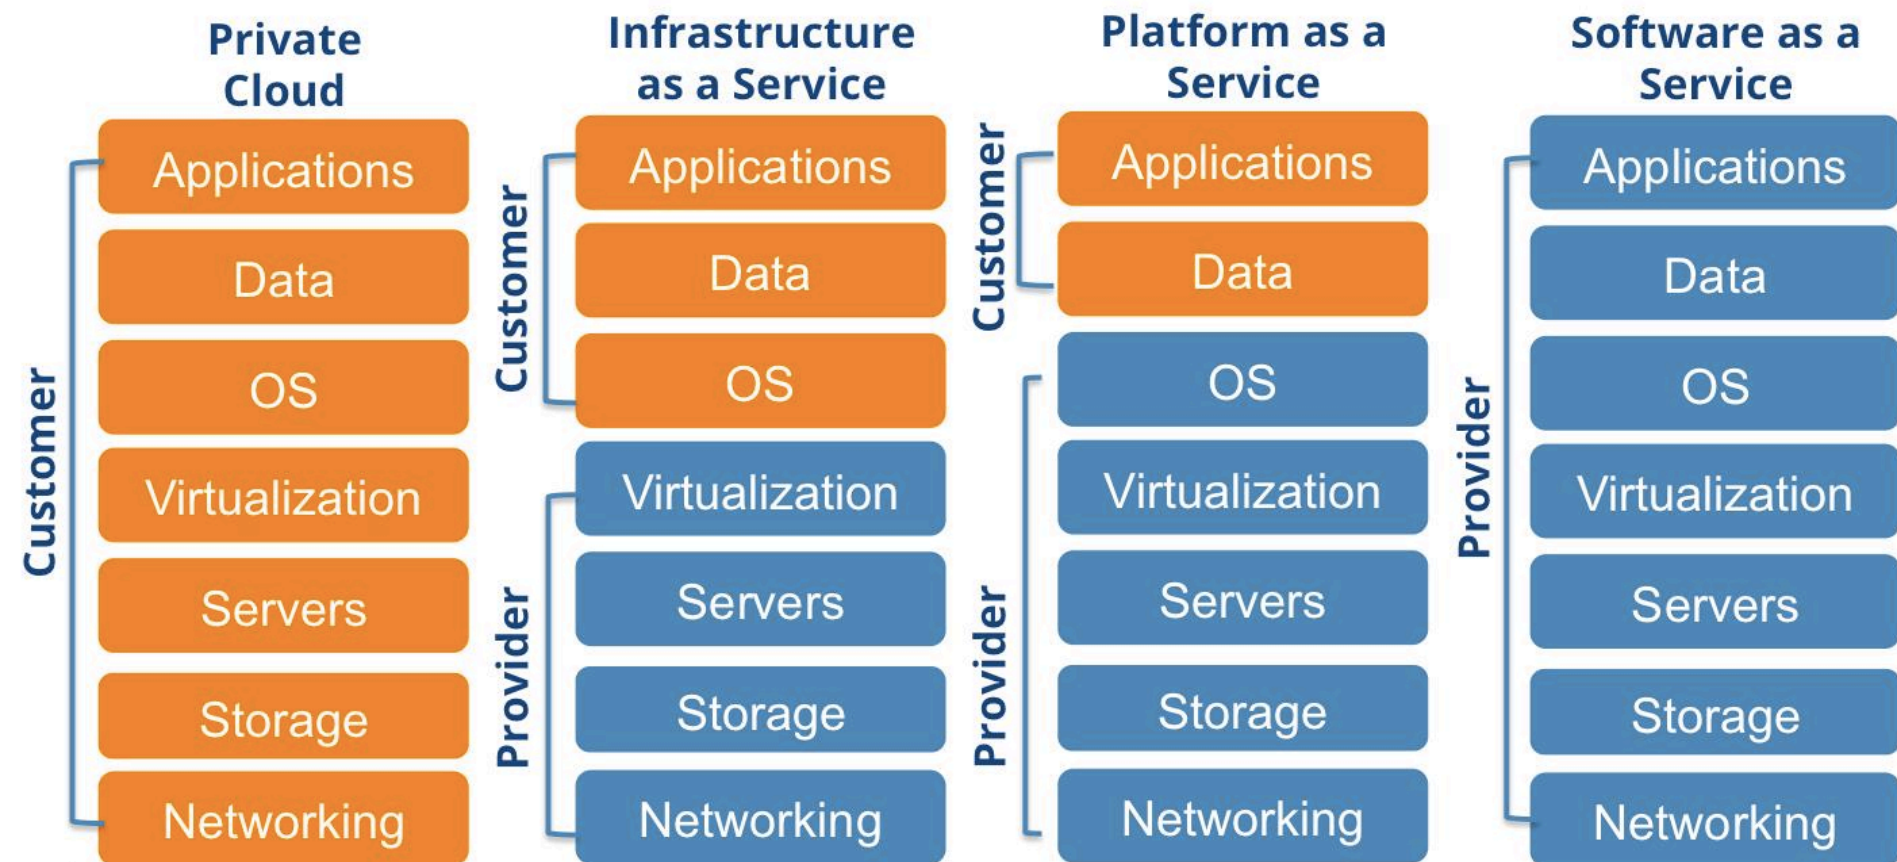 Private
Cloud
Customer
Applications
Data
OS
Virtualization
Servers
Storage
Networking
Infrastructure
as a Service
Customer
Applications
Data
OS
Provider
Virtualization
Servers
Storage
Networking
Platform as a
Service
Customer
Applications
Data
Provider
OS
Virtualization
Servers
Storage
Networking
Software as a
Service
Provider
Applications
Data
OS
Virtualization
Servers
Storage
Networking